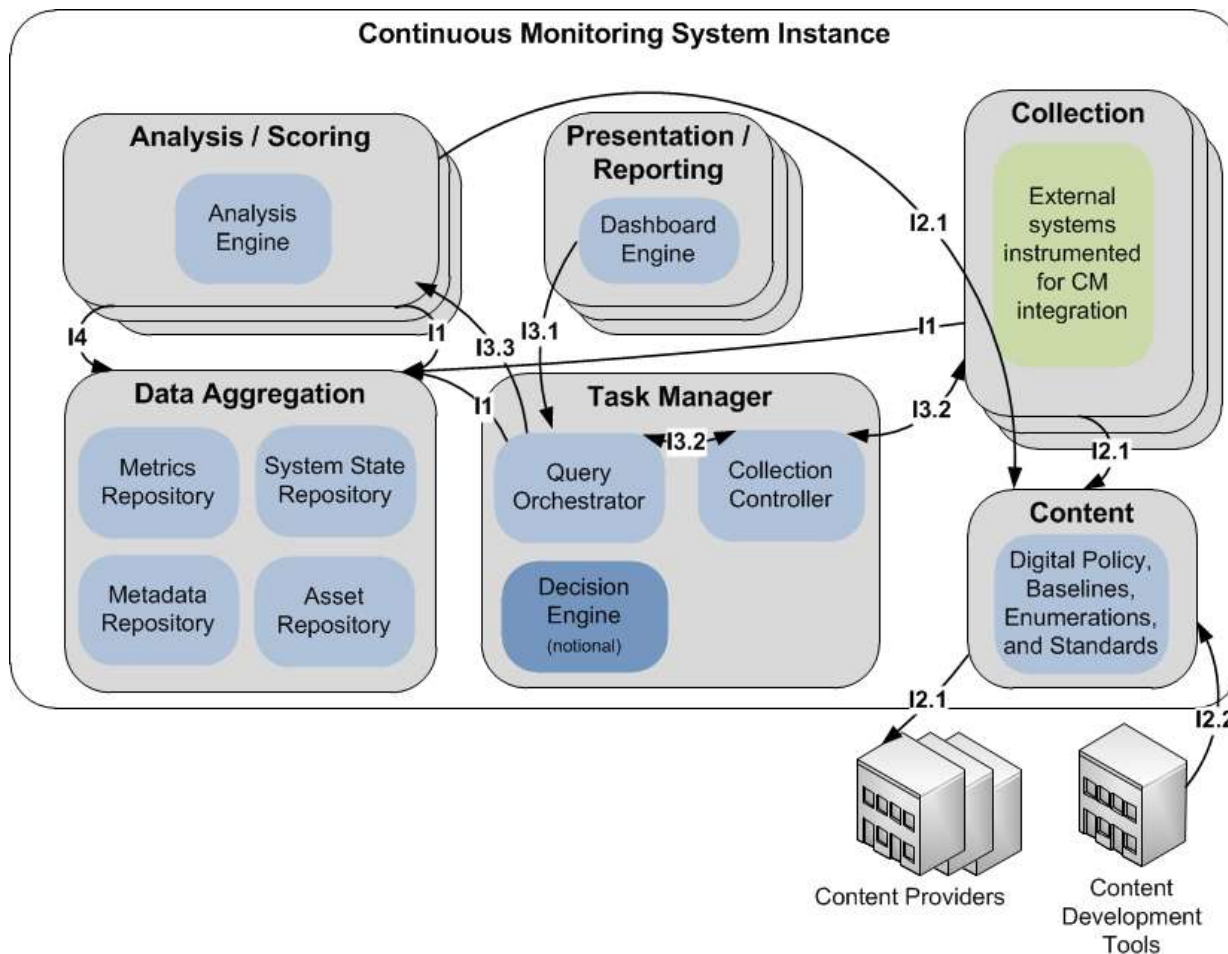 Continuous Monitoring System Instance
Analysis / Scoring
Analysis
Engine
Presentation /
Reporting
Dashboard
Engine
Collection
External
systems
instrumented
for CM
integration
I2.1
I1
I4
I1
I3.3
I3.1
I3.2
I2.1
Data Aggregation
Metrics
Repository
System State
Repository
Metadata
Repository
Asset
Repository
I1
Task Manager
Query
Orchestrator
I3.2
Collection
Controller
Decision
Engine
(notional)
Content
Digital Policy,
Baselines,
Enumerations,
and Standards
I2.1
I2.2
Content Providers
Content
Development
Tools